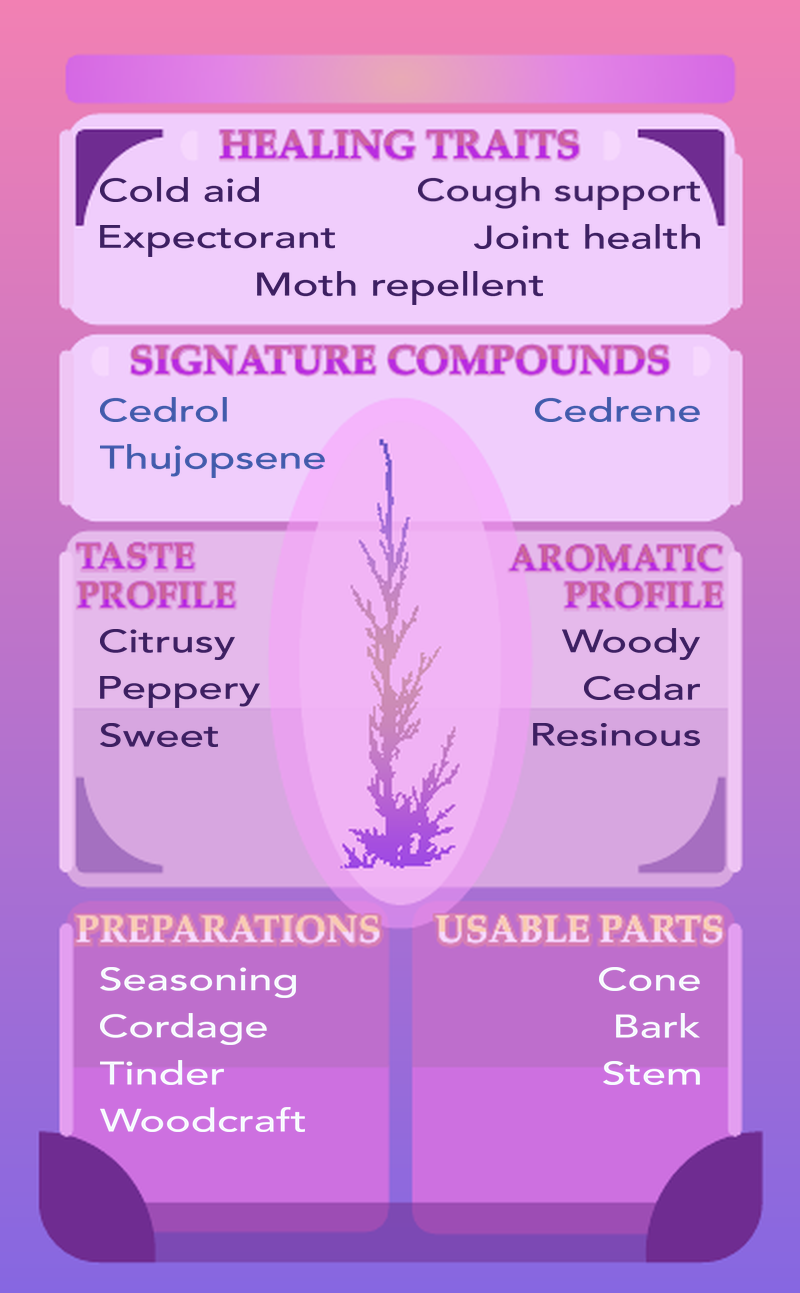 HEALING TRAITS
Cold aid Cough support
Expectorant Joint health
Moth repellent
SIGNATURE COMPOUNDS
Cedrol Cedrene
Thujopsene
TASTE PROFILE
Citrusy
Peppery
Sweet
AROMATIC PROFILE
Woody
Cedar
Resinous
PREPARATIONS
Seasoning
Cordage
Tinder
Woodcraft
USABLE PARTS
Cone
Bark
Stem